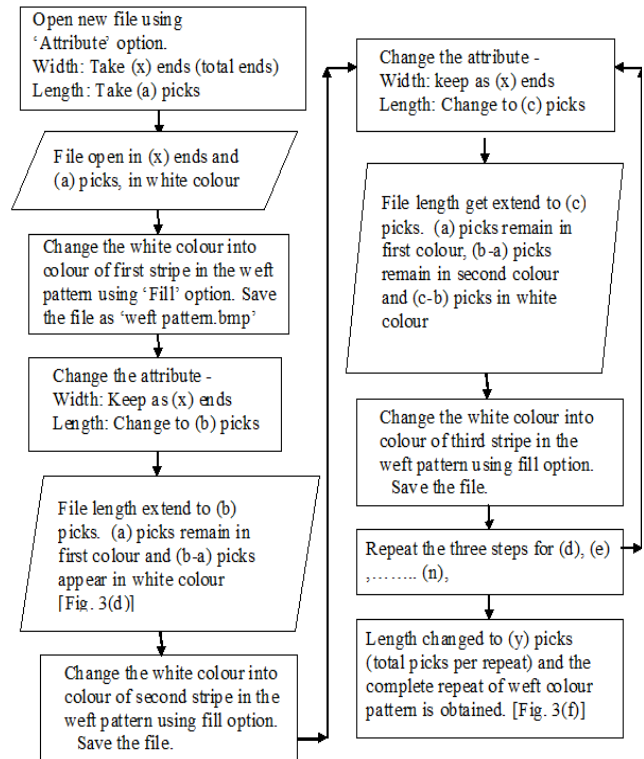 Open new file using
‘Attribute’ option.
Width: Take (x) ends (total ends)
Length: Take (a) picks
File open in (x) ends and
(a) picks, in white colour
Change the white colour into
colour of first stripe in the weft
pattern using ‘Fill’ option. Save
the file as ‘weft pattern.bmp’
Change the attribute -
Width: Keep as (x) ends
Length: Change to (b) picks
File length extend to (b)
picks. (a) picks remain in
first colour and (b-a) picks
appear in white colour
[Fig. 3(d)]
Change the white colour into
colour of second stripe in the
weft pattern using fill option.
Save the file.
Change the attribute -
Width: keep as (x) ends
Length: Change to (c) picks
File length get extend to (c)
picks. (a) picks remain in
first colour, (b-a) picks
remain in second colour
and (c-b) picks in white
colour
Change the white colour into
colour of third stripe in the
weft pattern using fill option.
Save the file.
Repeat the three steps for (d), (e)
,…….. (n),
Length changed to (y) picks
(total picks per repeat) and the
complete repeat of weft colour
pattern is obtained. [Fig. 3(f)]